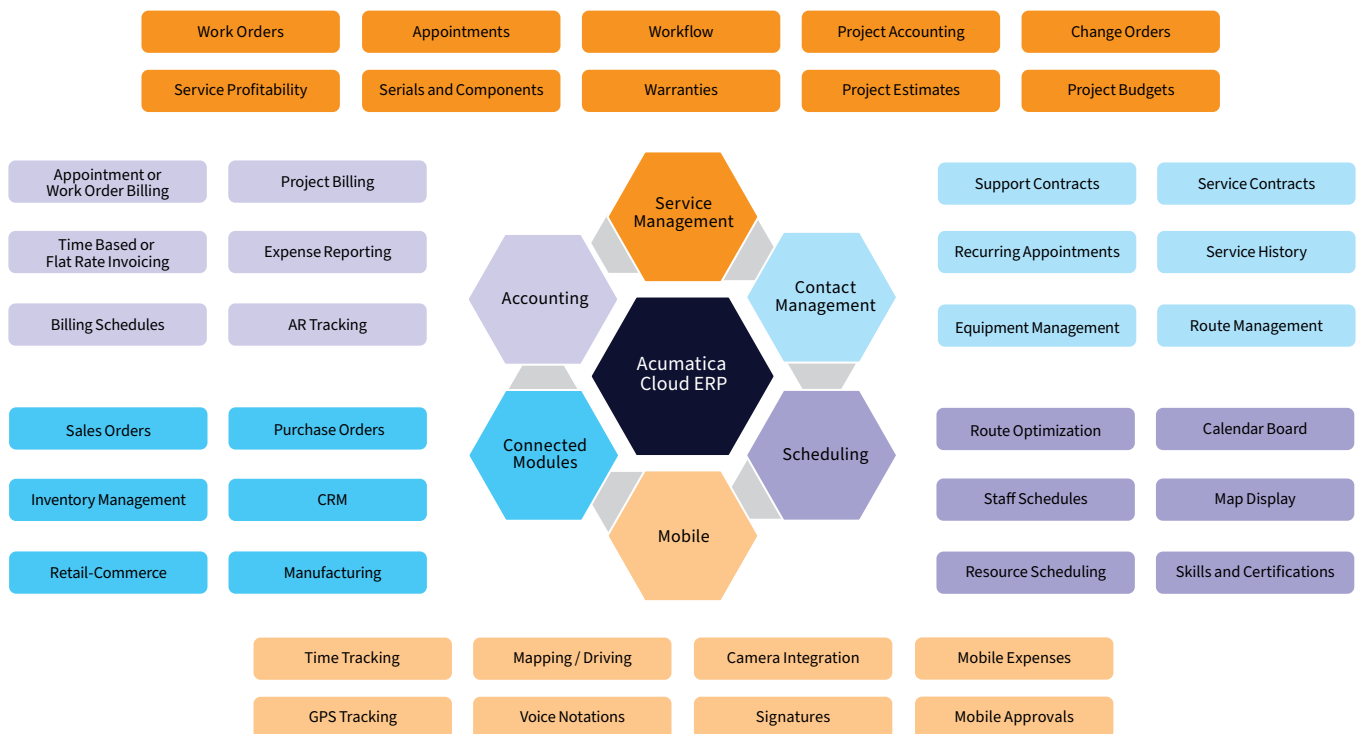 Work Orders
Appointments
Workflow
Project Accounting
Change Orders
Service Profitability
Serials and Components
Warranties
Project Estimates
Project Budgets
Appointment or
Work Order Billing
Project Billing
Time Based or
Flat Rate Invoicing
Expense Reporting
Billing Schedules
AR Tracking
Service
Management
Support Contracts
Service Contracts
Recurring Appointments
Service History
Equipment Management
Route Management
Accounting
Contact
Management
Acumatica
Cloud ERP
Connected
Modules
Scheduling
Mobile
Sales Orders
Purchase Orders
Inventory Management
CRM
Retail-Commerce
Manufacturing
Route Optimization
Calendar Board
Staff Schedules
Map Display
Resource Scheduling
Skills and Certifications
Time Tracking
Mapping / Driving
Camera Integration
Mobile Expenses
GPS Tracking
Voice Notations
Signatures
Mobile Approvals